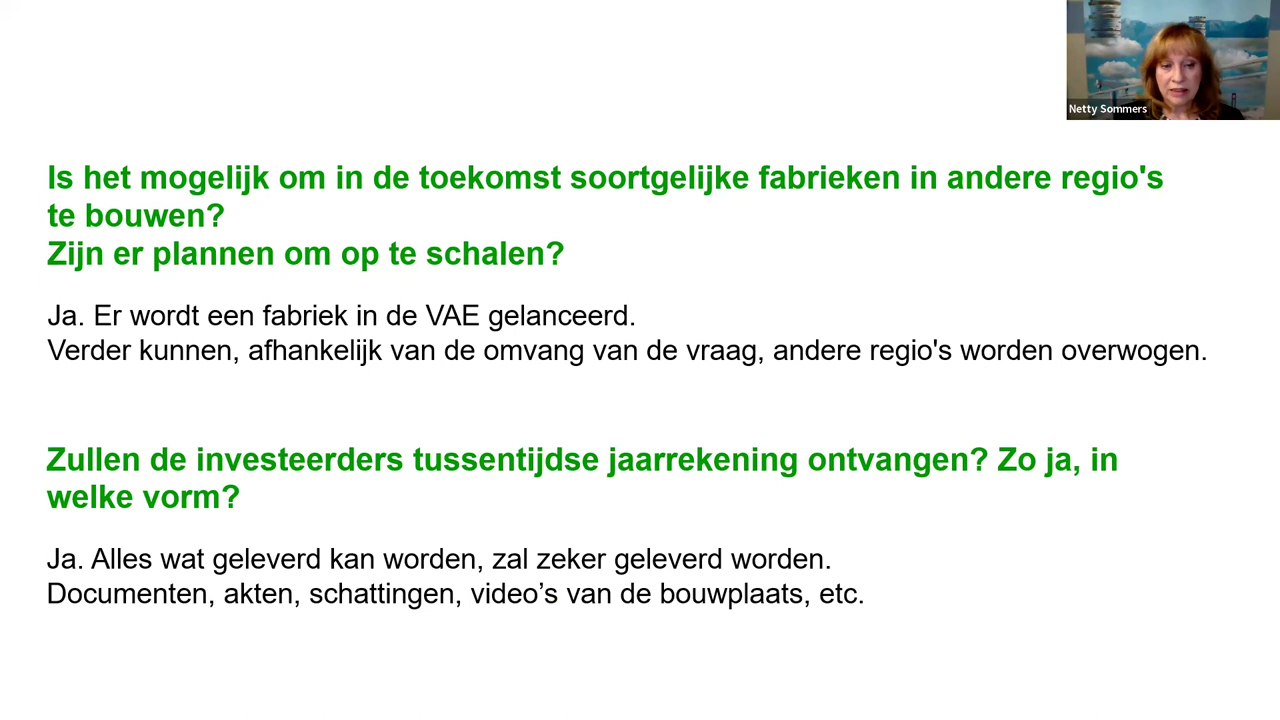 Netty Sommers
Is het mogelijk om in de toekomst soortgelijke fabrieken in andere regio's
te bouwen?
Zijn er plannen om op te schalen?
Ja. Er wordt een fabriek in de VAE gelanceerd.
Verder kunnen, afhankelijk van de omvang van de vraag, andere regio's worden overwogen.
Zullen de investeerders tussentijdse jaarrekening ontvangen? Zo ja, in
welke vorm?
Ja. Alles wat geleverd kan worden, zal zeker geleverd worden.
Documenten, akten, schattingen, video’s van de bouwplaats, etc.